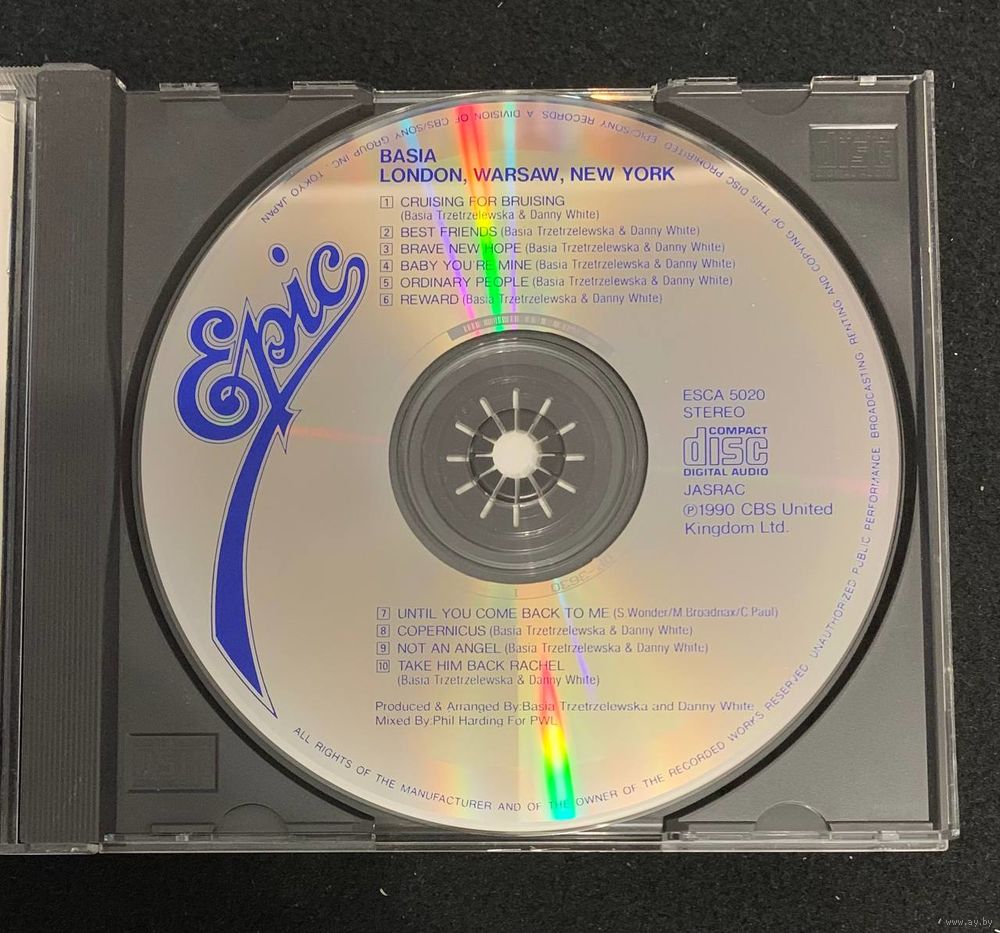 BASIA
LONDON, WARSAW, NEW YORK
1 CRUISING FOR BRUISING
(Basia Trzetrzelewska & Danny White)
2 BEST FRIENDS (Basia Trzetrzelewska & Danny White)
3 BRAVE NEW HOPE (Basia Trzetrzelewska & Danny White)
4 BABY YOU'RE MINE (Basia Trzetrzelewska & Danny White)
5 ORDINARY PEOPLE (Basia Trzetrzelewska & Danny White)
6 REWARD (Basia Trzetrzelewska & Danny White)
Epic
ESCA 5020
STEREO
COMPACT
disc
DIGITAL AUDIO
JASRAC
℗1990 CBS United
Kingdom Ltd.
7 UNTIL YOU COME BACK TO ME (S.Wonder/M.Broadnax/C.Paul)
8 COPERNICUS (Basia Trzetrzelewska & Danny White)
9 NOT AN ANGEL (Basia Trzetrzelewska & Danny White)
10 TAKE HIM BACK RACHEL
(Basia Trzetrzelewska & Danny White)
Produced & Arranged By:Basia Trzetrzelewska and Danny White
Mixed By:Phil Harding For PWL
ALL RIGHTS OF THE MANUFACTURER AND OF THE OWNER OF THE RECORDED WORKS RESERVED. UNAUTHORIZED PUBLIC PERFORMANCE BROADCASTING RENTING AND COPYING OF THIS DISC PROHIBITED. EPIC/SONY RECORDS. A DIVISION OF CBS/SONY GROUP INC., TOKYO JAPAN
www.ay.by